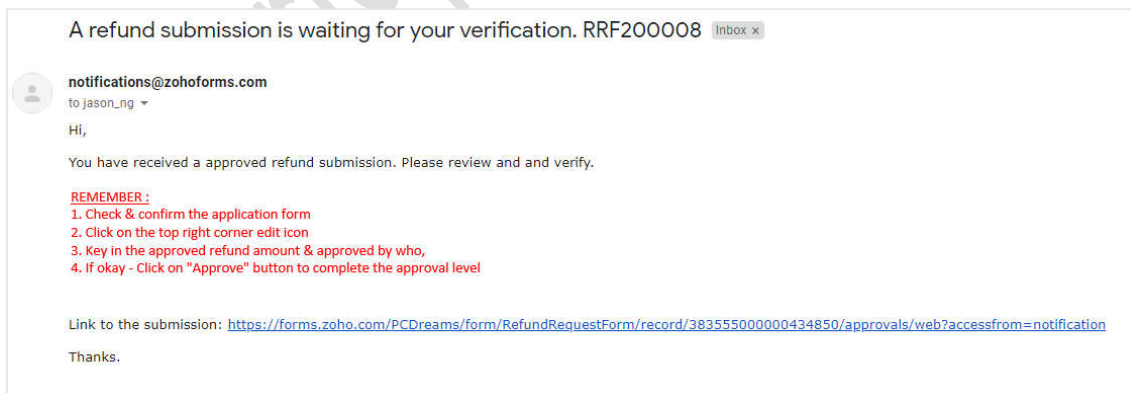 A refund submission is waiting for your verification. RRF200008 Inbox x
notifications@zohoforms.com
to jason_ng
Hi,
You have received a approved refund submission. Please review and and verify.
REMEMBER :
1. Check & confirm the application form
2. Click on the top right corner edit icon
3. Key in the approved refund amount & approved by who,
4. If okay - Click on "Approve" button to complete the approval level
Link to the submission: https://forms.zoho.com/PCDreams/form/RefundRequestForm/record/383555000000434850/approvals/web?accessfrom=notification
Thanks.